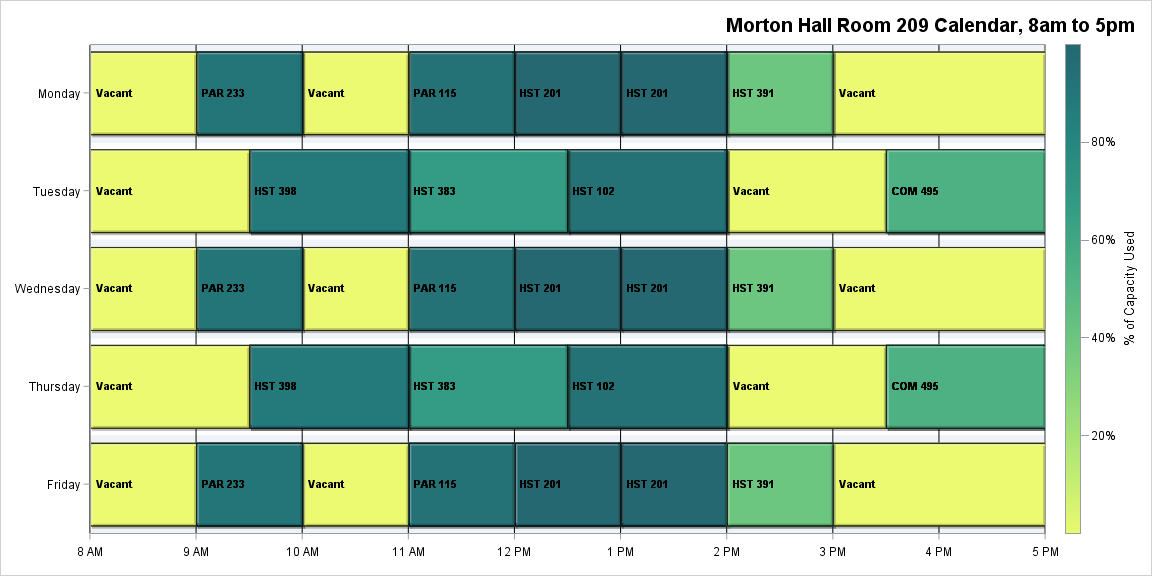 Morton Hall Room 209 Calendar, 8am to 5pm
Monday Vacant PAR 233 Vacant PAR 115 HST 201 HST 201 HST 391 Vacant
80%
Tuesday Vacant HST 398 HST 383 HST 102 Vacant COM 495
60%
Wednesday Vacant PAR 233 Vacant PAR 115 HST 201 HST 201 HST 391 Vacant
% of Capacity Used
40%
Thursday Vacant HST 398 HST 383 HST 102 Vacant COM 495
20%
Friday Vacant PAR 233 Vacant PAR 115 HST 201 HST 201 HST 391 Vacant
8 AM 9 AM 10 AM 11 AM 12 PM 1 PM 2 PM 3 PM 4 PM 5 PM